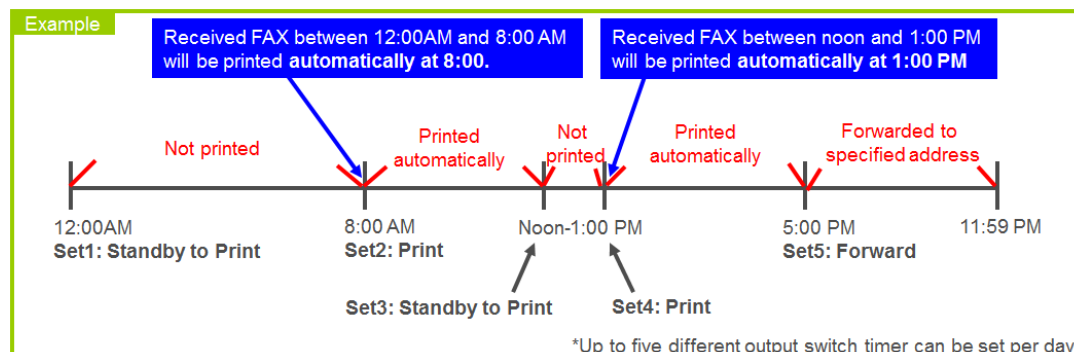 Example
Received FAX between 12:00AM and 8:00 AM
will be printed automatically at 8:00.
Received FAX between noon and 1:00 PM
will be printed automatically at 1:00 PM
Not printed
Printed
automatically
Not
printed
Printed
automatically
Forwarded to
specified address
12:00AM
Set1: Standby to Print
8:00 AM
Set2: Print
Noon-1:00 PM
5:00 PM
Set5: Forward
11:59 PM
Set3: Standby to Print
Set4: Print
*Up to five different output switch timer can be set per day